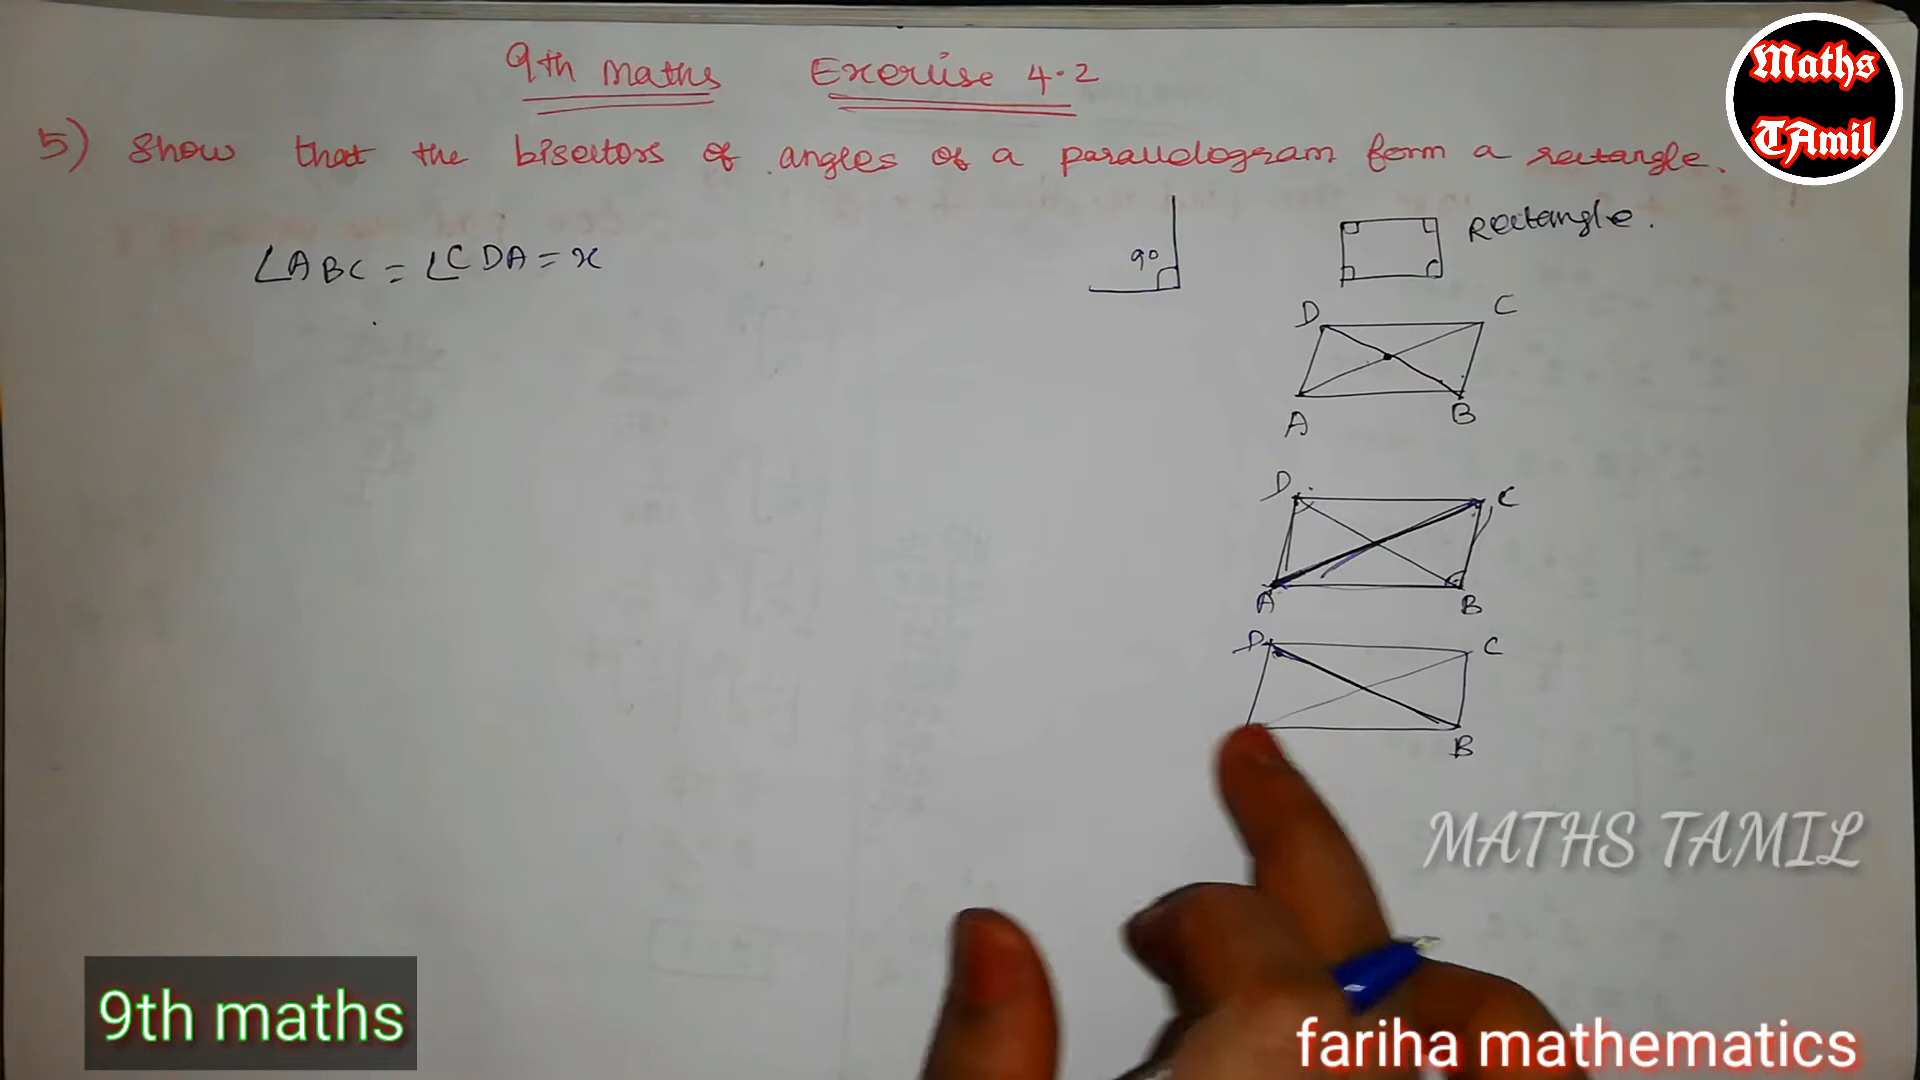 9th maths Exercise 4.2
5) Show that the bisectors of angles of a parallelogram form a rectangle.
∠ABC = ∠CDA = x
90
Rectangle.
D C
A B
D C
A B
D C
B
Maths
TAmil
MATHS TAMIL
9th maths
fariha mathematics